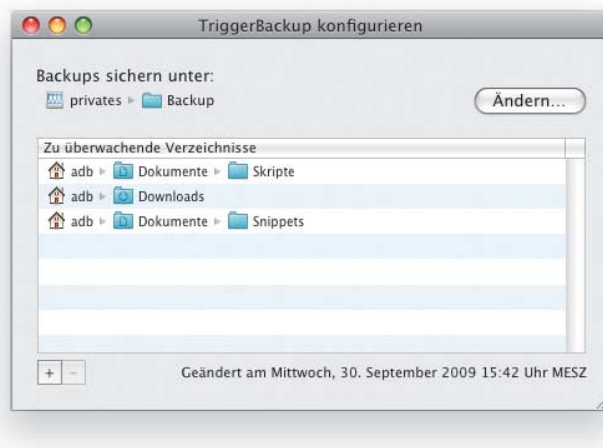 TriggerBackup konfigurieren
Backups sichern unter:
privates ▸ Backup
Ändern...
Zu überwachende Verzeichnisse
adb ▸ Dokumente ▸ Skripte
adb ▸ Downloads
adb ▸ Dokumente ▸ Snippets
+ −
Geändert am Mittwoch, 30. September 2009 15:42 Uhr MESZ